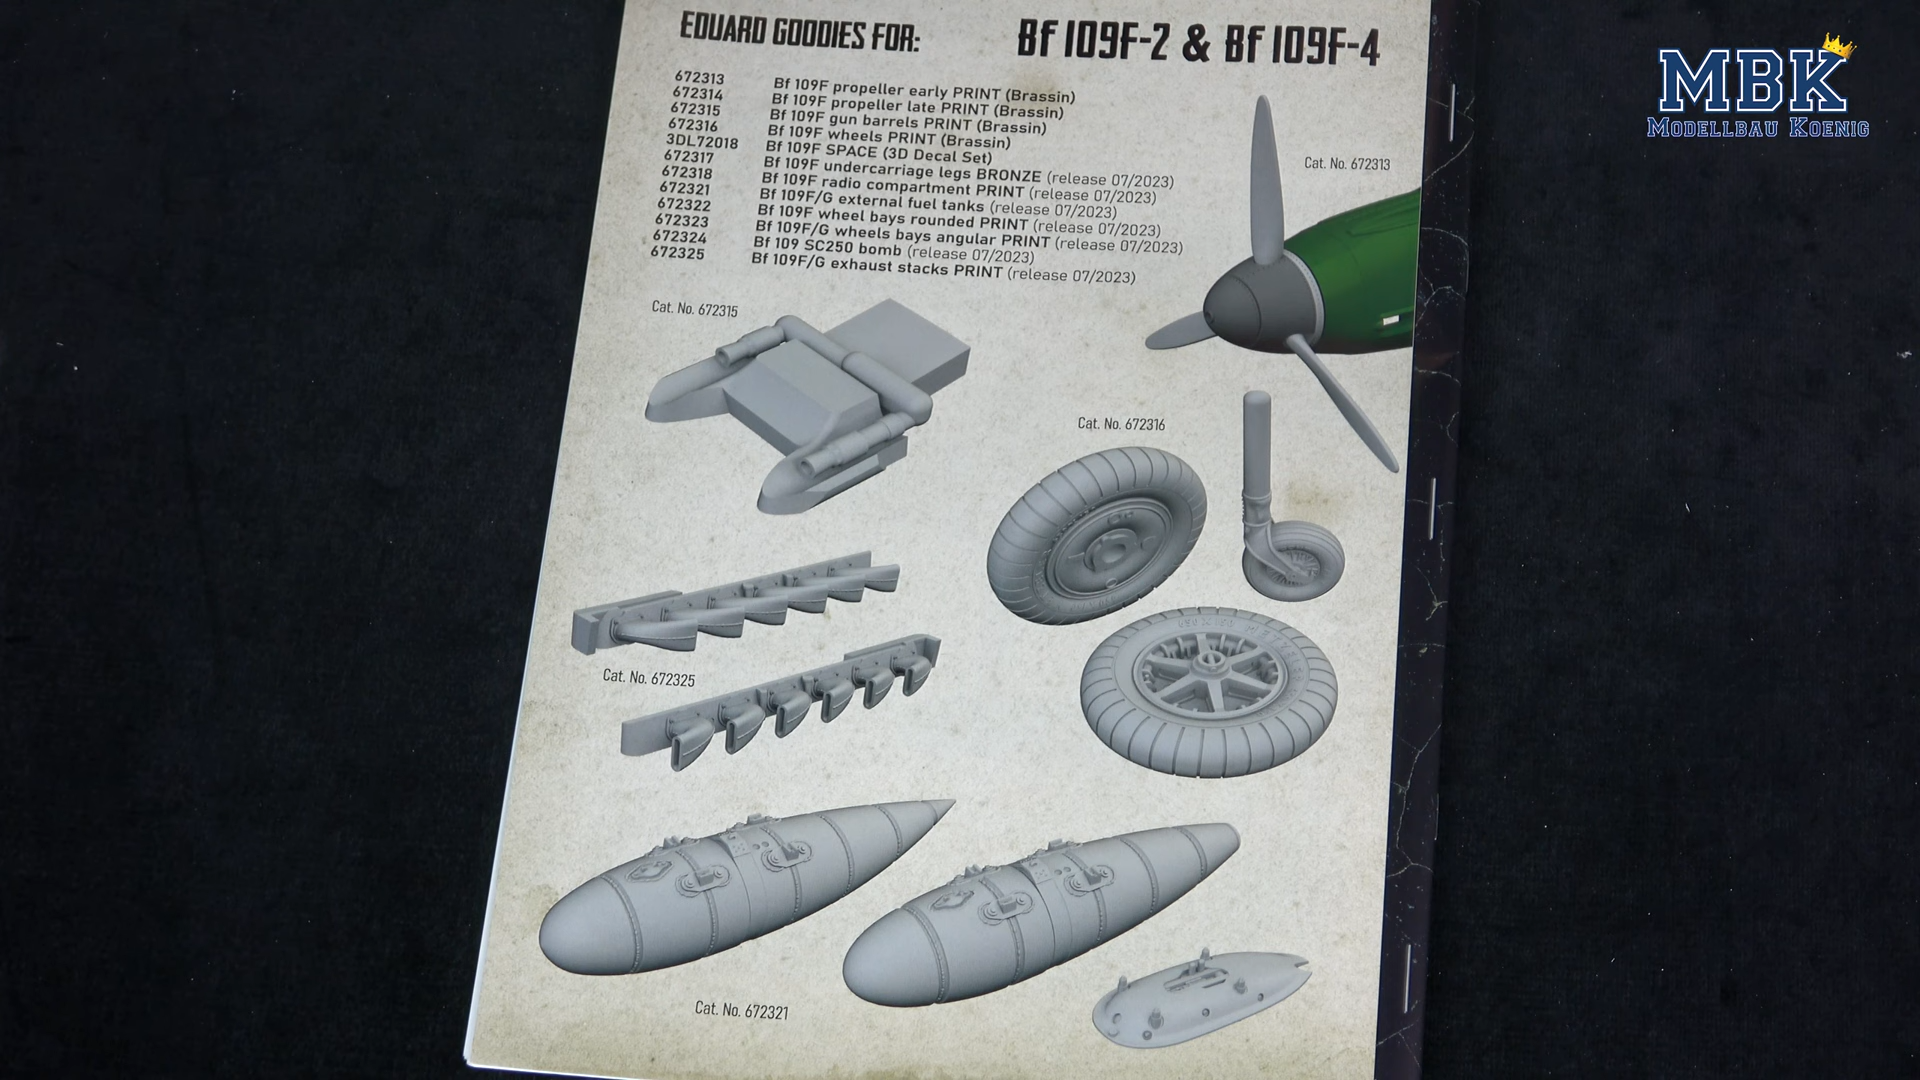 EDUARD GOODIES FOR: Bf 109F-2 & Bf 109F-4
672313 Bf 109F propeller early PRINT (Brassin)
672314 Bf 109F propeller late PRINT (Brassin)
672315 Bf 109F gun barrels PRINT (Brassin)
672316 Bf 109F wheels PRINT (Brassin)
3DL72018 Bf 109F SPACE (3D Decal Set)
672317 Bf 109F undercarriage legs BRONZE (release 07/2023)
672318 Bf 109F radio compartment PRINT (release 07/2023)
672321 Bf 109F/G external fuel tanks (release 07/2023)
672322 Bf 109F wheel bays rounded PRINT (release 07/2023)
672323 Bf 109F/G wheels bays angular PRINT (release 07/2023)
672324 Bf 109 SC250 bomb (release 07/2023)
672325 Bf 109F/G exhaust stacks PRINT (release 07/2023)
Cat. No. 672313
Cat. No. 672315
Cat. No. 672316
Cat. No. 672325
Cat. No. 672321
MBK
MODELLBAU KOENIG